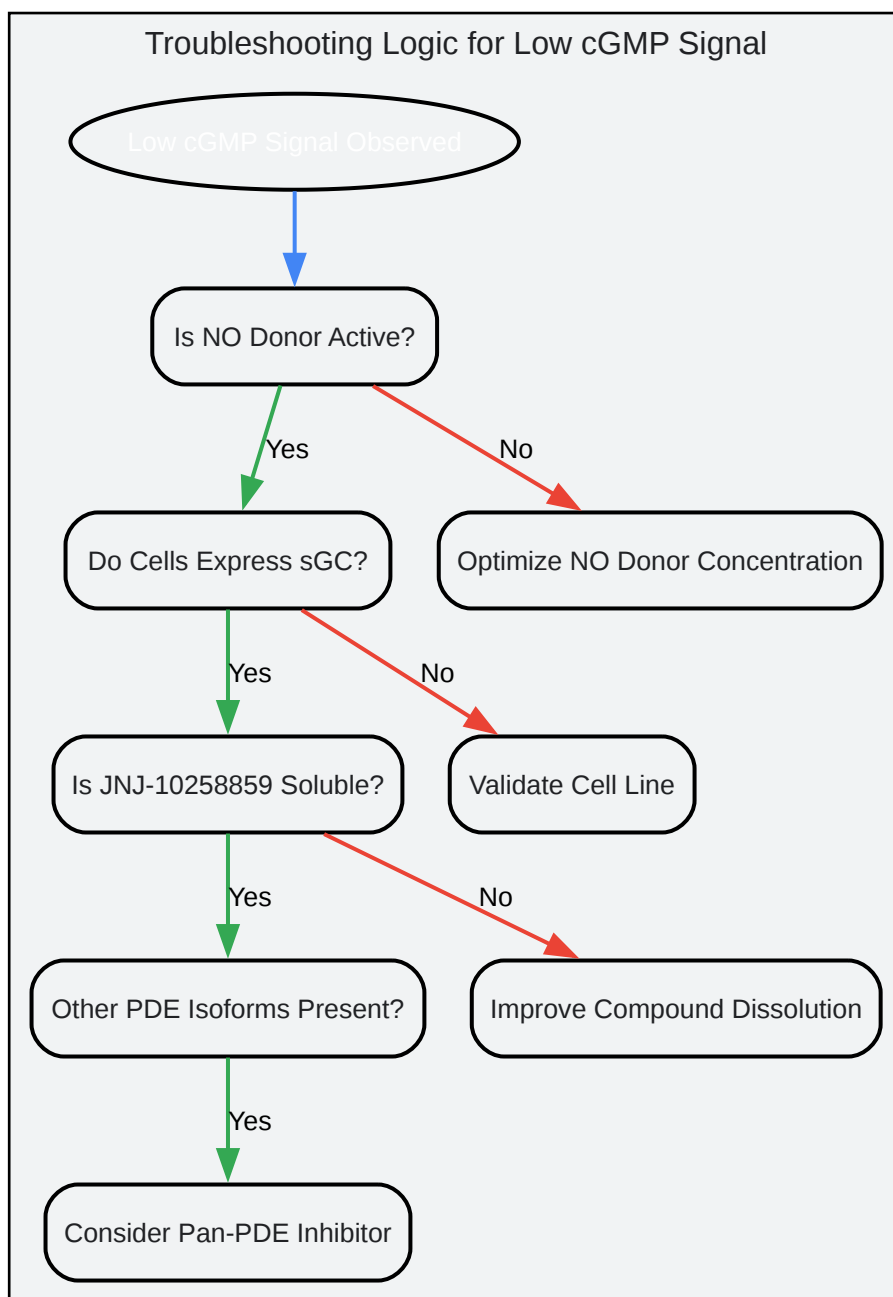 Troubleshooting Logic for Low cGMP Signal
Low cGMP Signal Observed
Is NO Donor Active?
Yes
No
Do Cells Express sGC?
Optimize NO Donor Concentration
Yes
No
Is JNJ-10258859 Soluble?
Validate Cell Line
Yes
No
Other PDE Isoforms Present?
Improve Compound Dissolution
Yes
Consider Pan-PDE Inhibitor